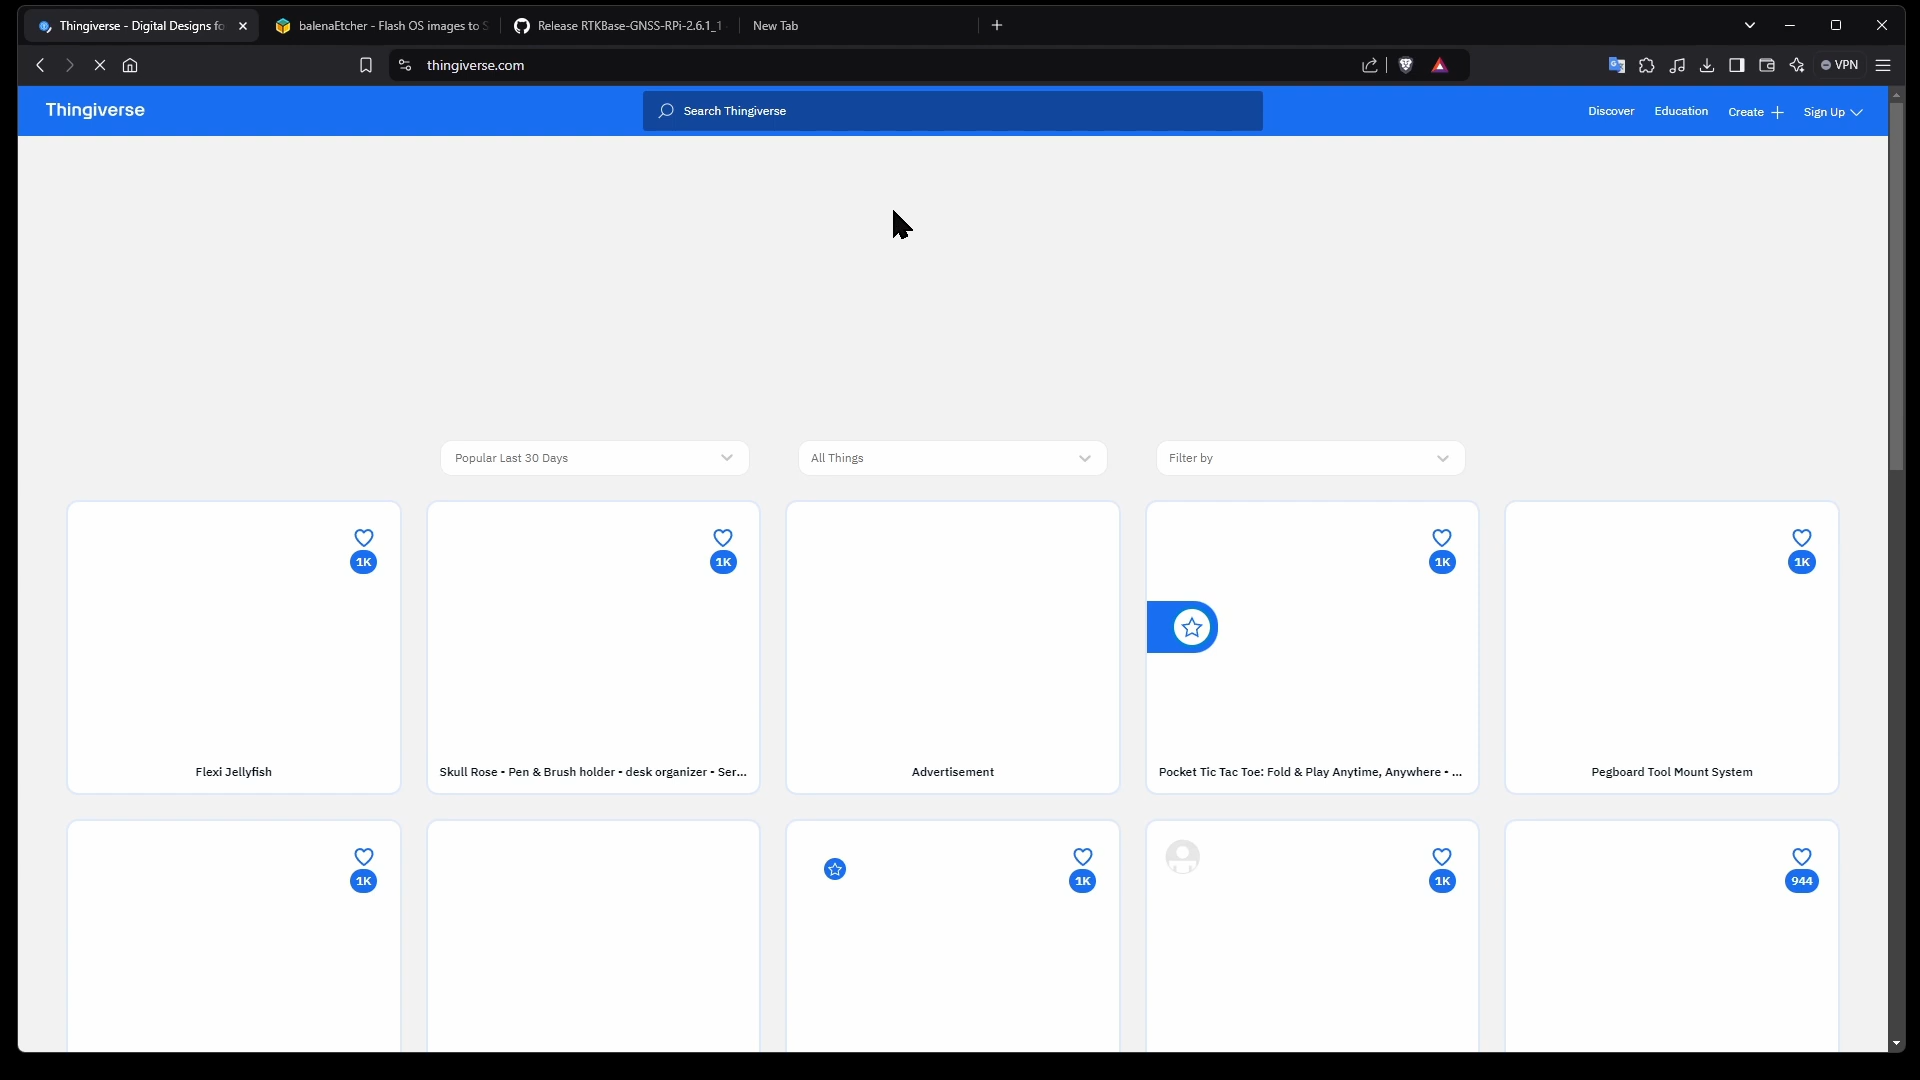 Thingiverse - Digital Designs fo
balenaEtcher - Flash OS images to S
Release RTKBase-GNSS-RPi-2.6.1_1
New Tab
thingiverse.com
VPN
Thingiverse
Search Thingiverse
Discover
Education
Create
Sign Up
Popular Last 30 Days
All Things
Filter by
1K
1K
1K
1K
Flexi Jellyfish
Skull Rose - Pen & Brush holder - desk organizer - Ser...
Advertisement
Pocket Tic Tac Toe: Fold & Play Anytime, Anywhere - ...
Pegboard Tool Mount System
1K
1K
1K
944